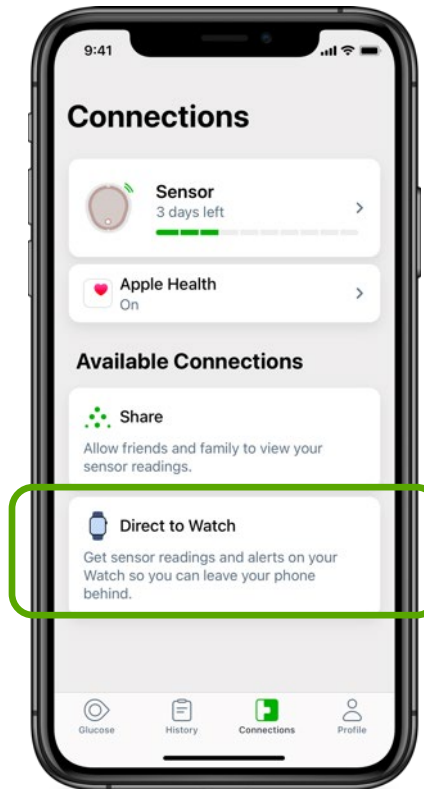 9:41
Connections
Sensor
3 days left
Apple Health
On
Available Connections
Share
Allow friends and family to view your
sensor readings.
Direct to Watch
Get sensor readings and alerts on your
Watch so you can leave your phone
behind.
Glucose
History
Connections
Profile